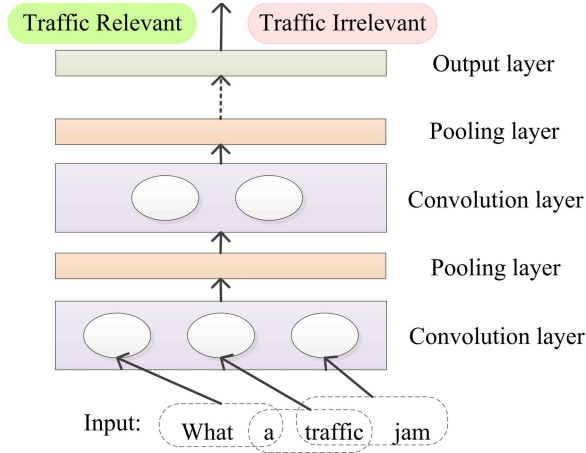 Traffic Relevant Traffic Irrelevant
Output layer
Pooling layer
Convolution layer
Pooling layer
Convolution layer
Input: What a traffic jam